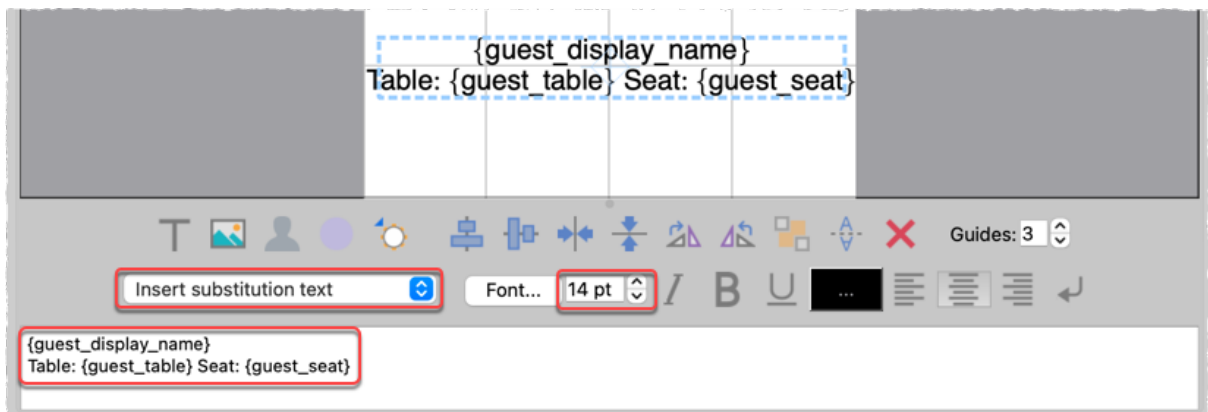 {guest_display_name}
Table: {guest_table} Seat: {guest_seat}
Guides: 3
Insert substitution text Font... 14 pt I B U ...
{guest_display_name}
Table: {guest_table} Seat: {guest_seat}